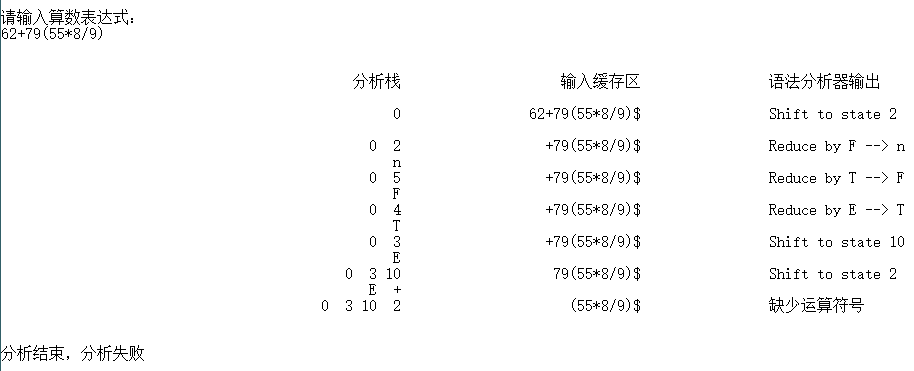 请输入算数表达式:
62+79(55*8/9)
分析栈 输入缓存区 语法分析器输出
0 62+79(55*8/9)$ Shift to state 2
0 2 +79(55*8/9)$ Reduce by F --> n
n
0 5 +79(55*8/9)$ Reduce by T --> F
F
0 4 +79(55*8/9)$ Reduce by E --> T
T
0 3 +79(55*8/9)$ Shift to state 10
E
0 3 10 79(55*8/9)$ Shift to state 2
E +
0 3 10 2 (55*8/9)$ 缺少运算符号
分析结束，分析失败